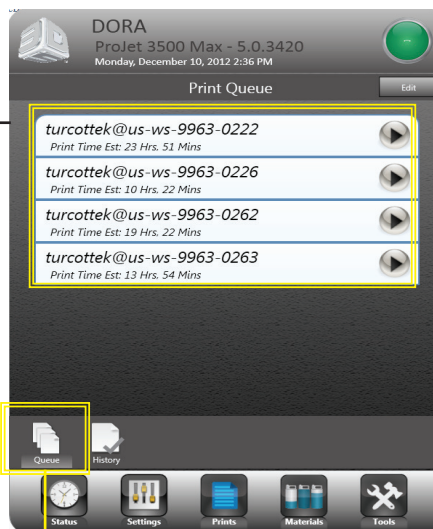 DORA
ProJet 3500 Max - 5.0.3420
Monday, December 10, 2012 2:36 PM
--
Print Queue
Edit
turcottek@us-ws-9963-0222
Print Time Est: 23 Hrs. 51 Mins
turcottek@us-ws-9963-0226
Print Time Est: 10 Hrs. 22 Mins
turcottek@us-ws-9963-0262
Print Time Est: 19 Hrs. 22 Mins
turcottek@us-ws-9963-0263
Print Time Est: 13 Hrs. 54 Mins
Queue
History
Status
Settings
Prints
Materials
Tools